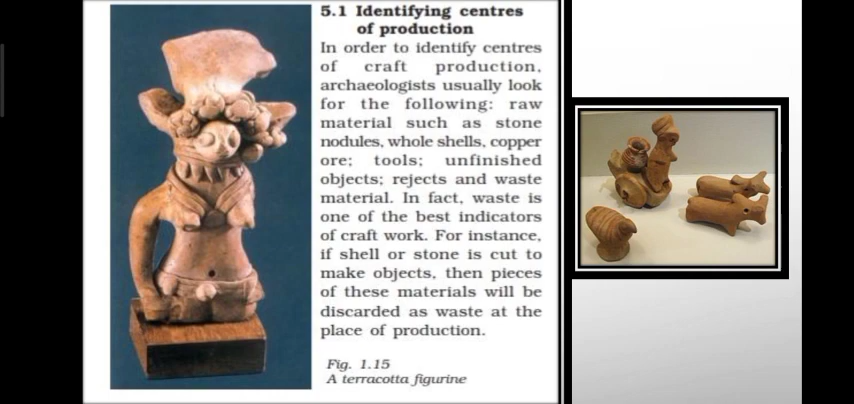 5.1 Identifying centres
of production
In order to identify centres
of craft production,
archaeologists usually look
for the following: raw
material such as stone
nodules, whole shells, copper
ore; tools; unfinished
objects; rejects and waste
material. In fact, waste is
one of the best indicators
of craft work. For instance,
if shell or stone is cut to
make objects, then pieces
of these materials will be
discarded as waste at the
place of production.
Fig. 1.15
A terracotta figurine